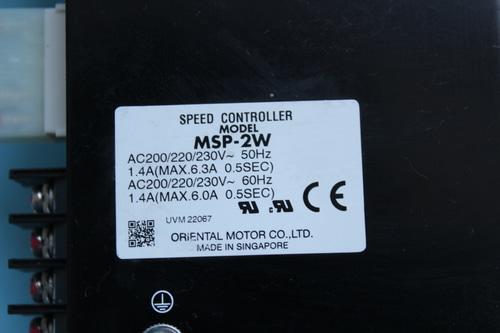 SPEED CONTROLLER
MODEL
MSP-2W
AC200/220/230V~ 50Hz
1.4A(MAX.6.3A 0.5SEC)
AC200/220/230V~ 60Hz
1.4A(MAX.6.0A 0.5SEC)
UVM 22067
ORIENTAL MOTOR CO.,LTD.
MADE IN SINGAPORE